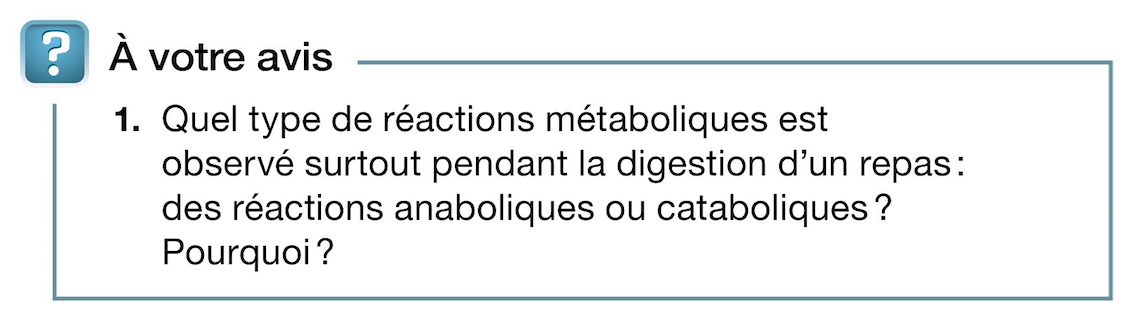 ?
À votre avis
1. Quel type de réactions métaboliques est
observé surtout pendant la digestion d’un repas :
des réactions anaboliques ou cataboliques ?
Pourquoi ?